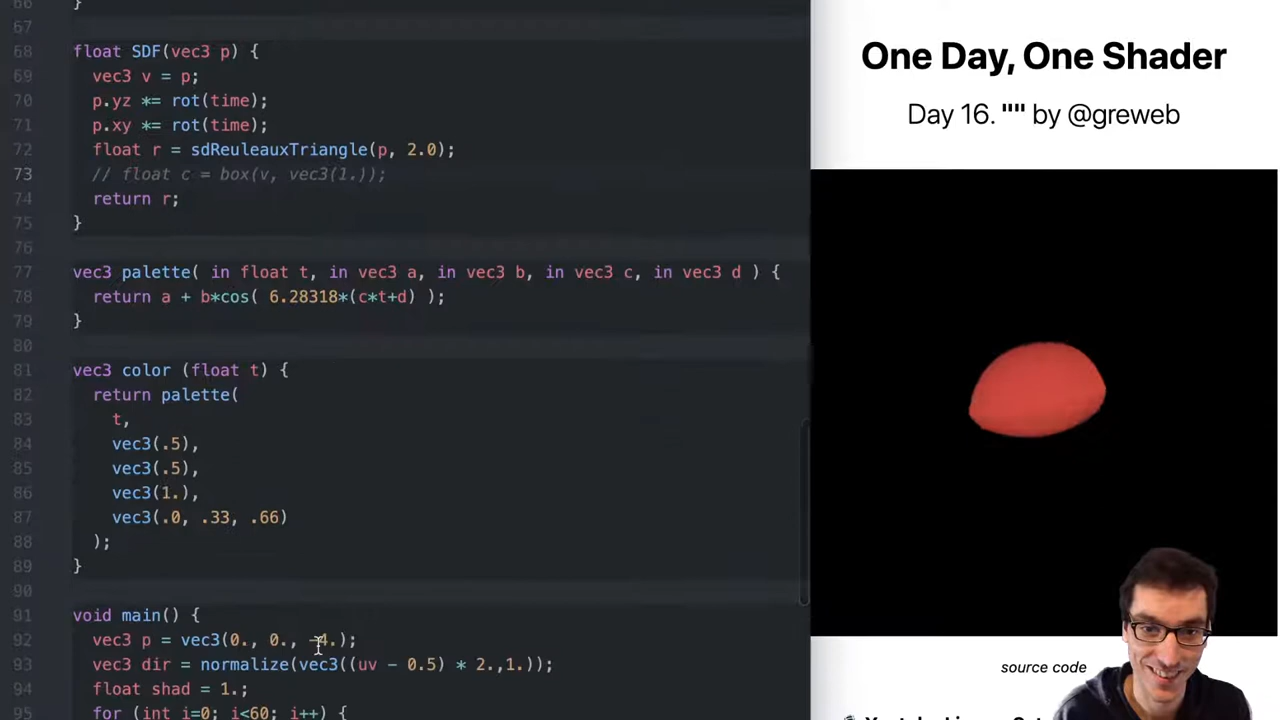 66 }
67
68 float SDF(vec3 p) {
69 vec3 v = p;
70 p.yz *= rot(time);
71 p.xy *= rot(time);
72 float r = sdReuleauxTriangle(p, 2.0);
73 // float c = box(v, vec3(1.));
74 return r;
75 }
76
77 vec3 palette( in float t, in vec3 a, in vec3 b, in vec3 c, in vec3 d ) {
78 return a + b*cos( 6.28318*(c*t+d) );
79 }
80
81 vec3 color (float t) {
82 return palette(
83 t,
84 vec3(.5),
85 vec3(.5),
86 vec3(1.),
87 vec3(.0, .33, .66)
88 );
89 }
90
91 void main() {
92 vec3 p = vec3(0., 0., -4.);
93 vec3 dir = normalize(vec3((uv - 0.5) * 2.,1.));
94 float shad = 1.;
95 for (int i=0; i<60; i++) {
One Day, One Shader
Day 16. "" by @greweb
source code